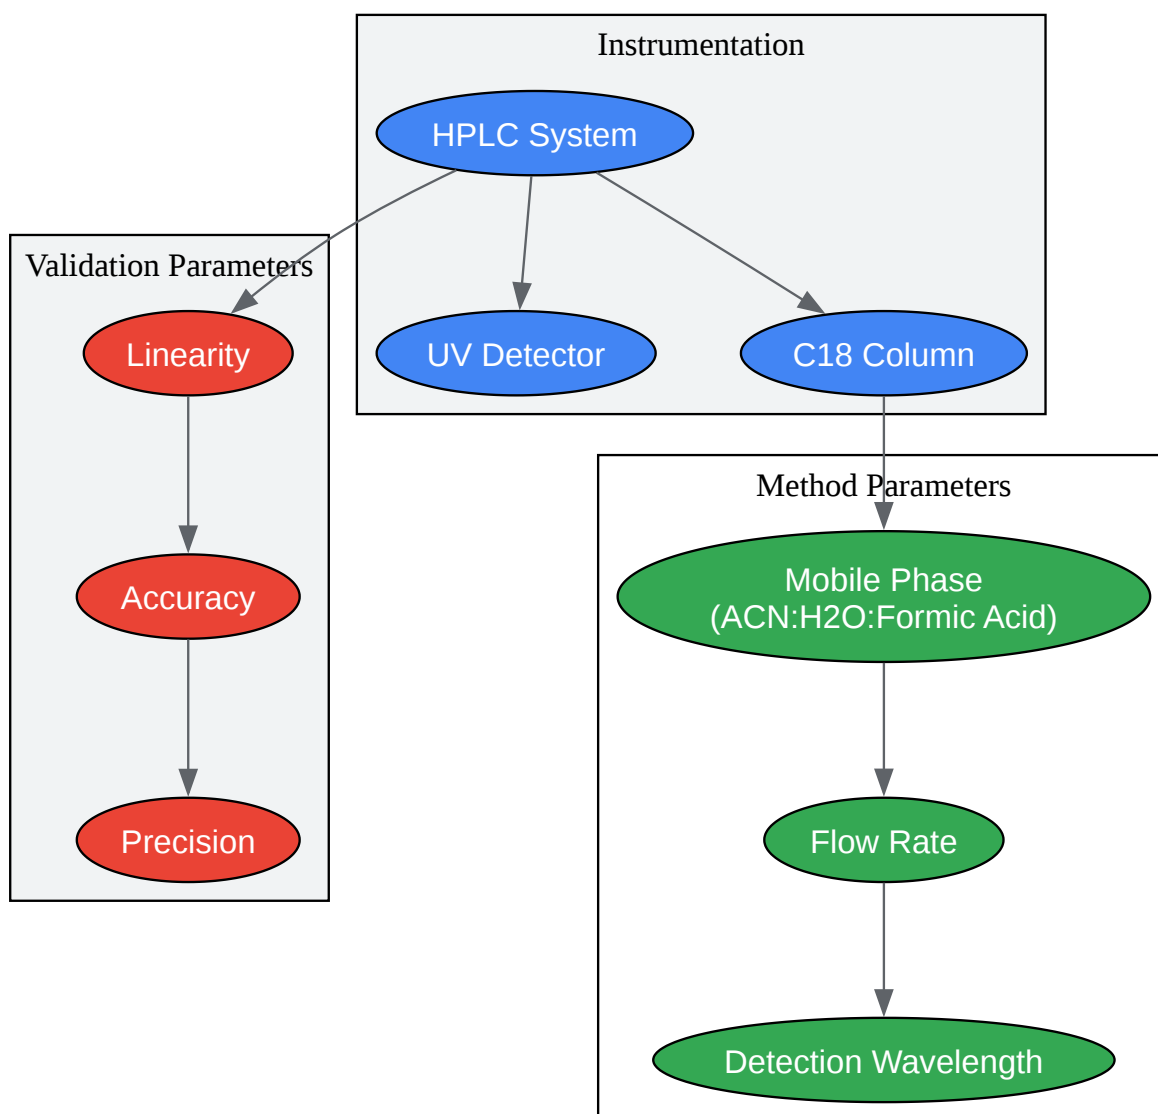 Instrumentation
HPLC System
Validation Parameters
Linearity
UV Detector
C18 Column
Method Parameters
Mobile Phase
(ACN:H2O:Formic Acid)
Accuracy
Precision
Flow Rate
Detection Wavelength